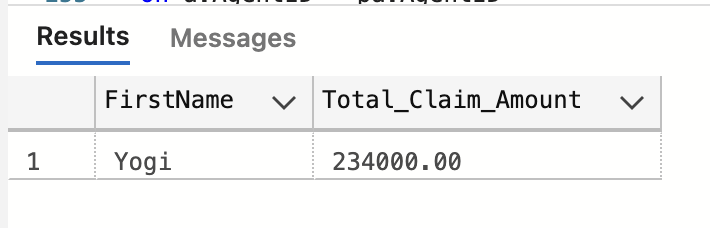 Results Messages
FirstName Total_Claim_Amount
1 Yogi 234000.00